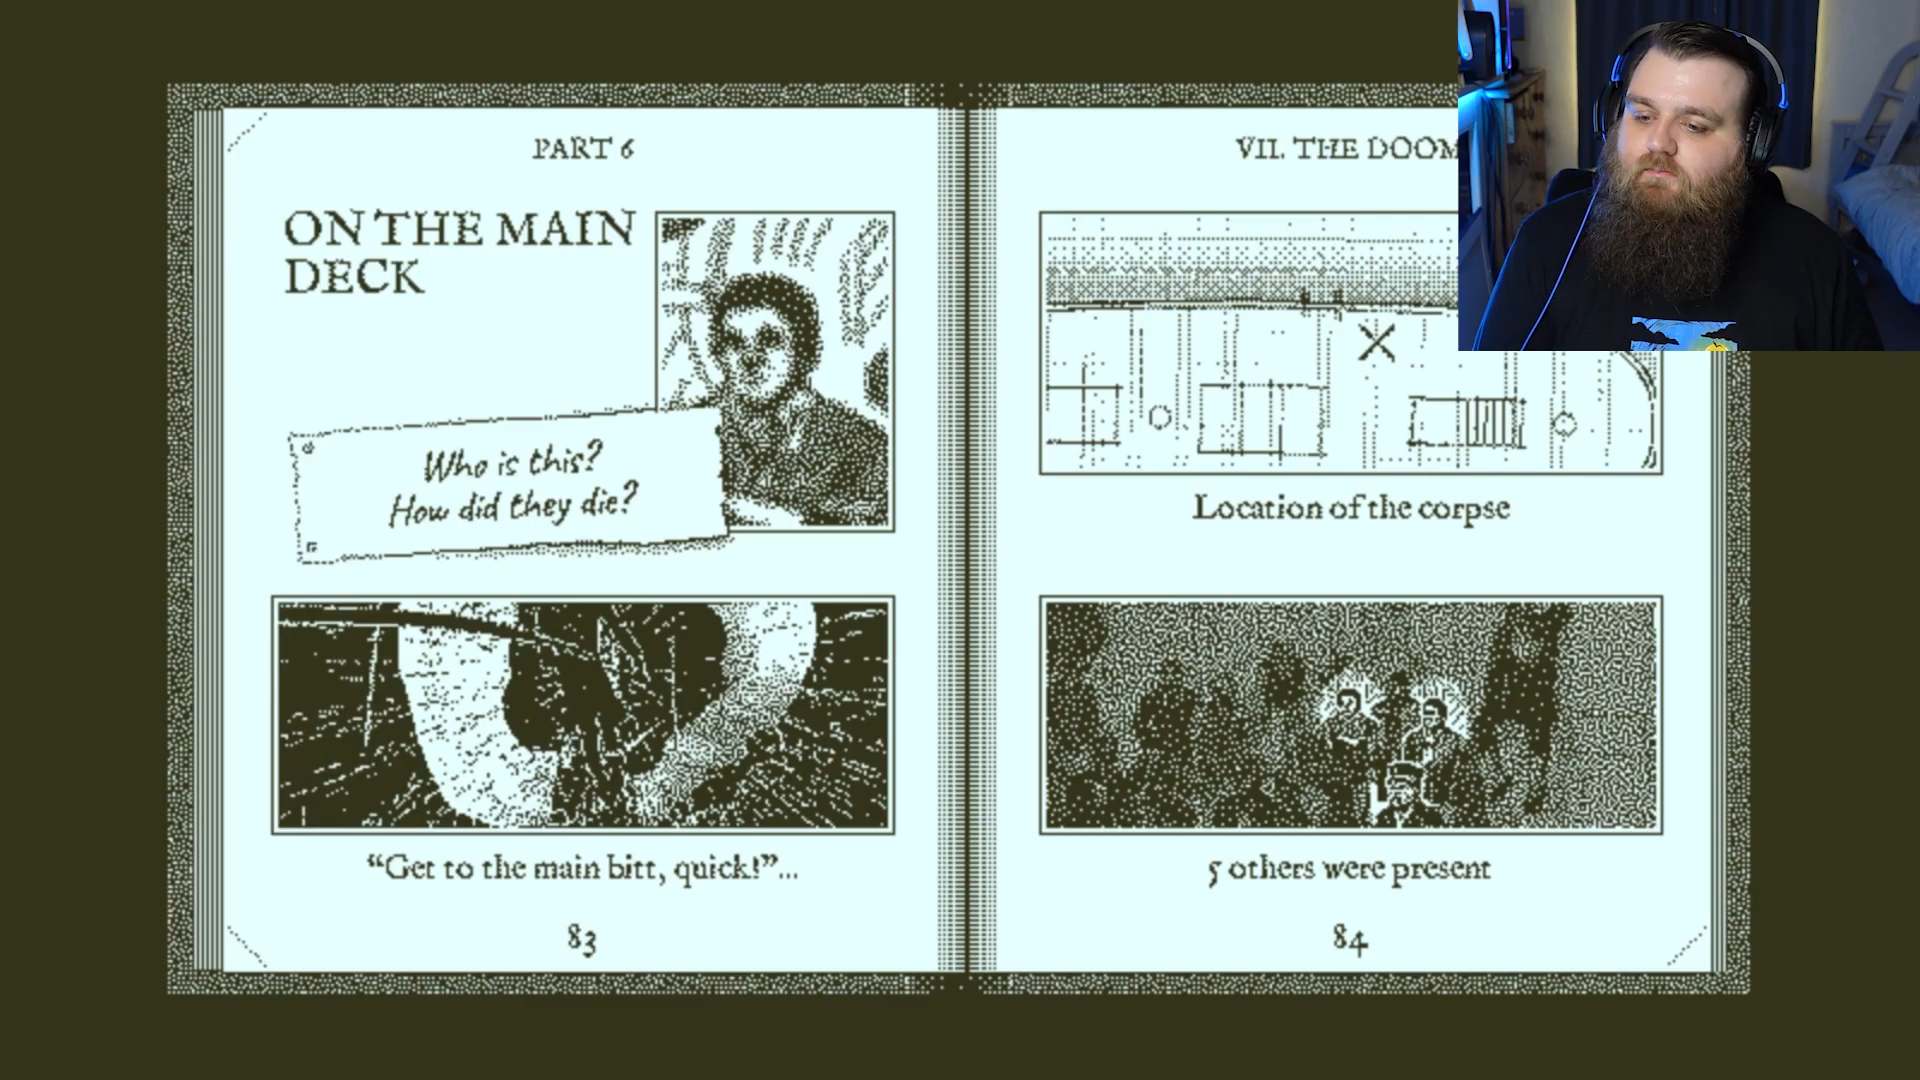 PART 6
ON THE MAIN
DECK
Who is this?
How did they die?
“Get to the main bitt, quick!”...
83
VII. THE DOOM
Location of the corpse
5 others were present
84